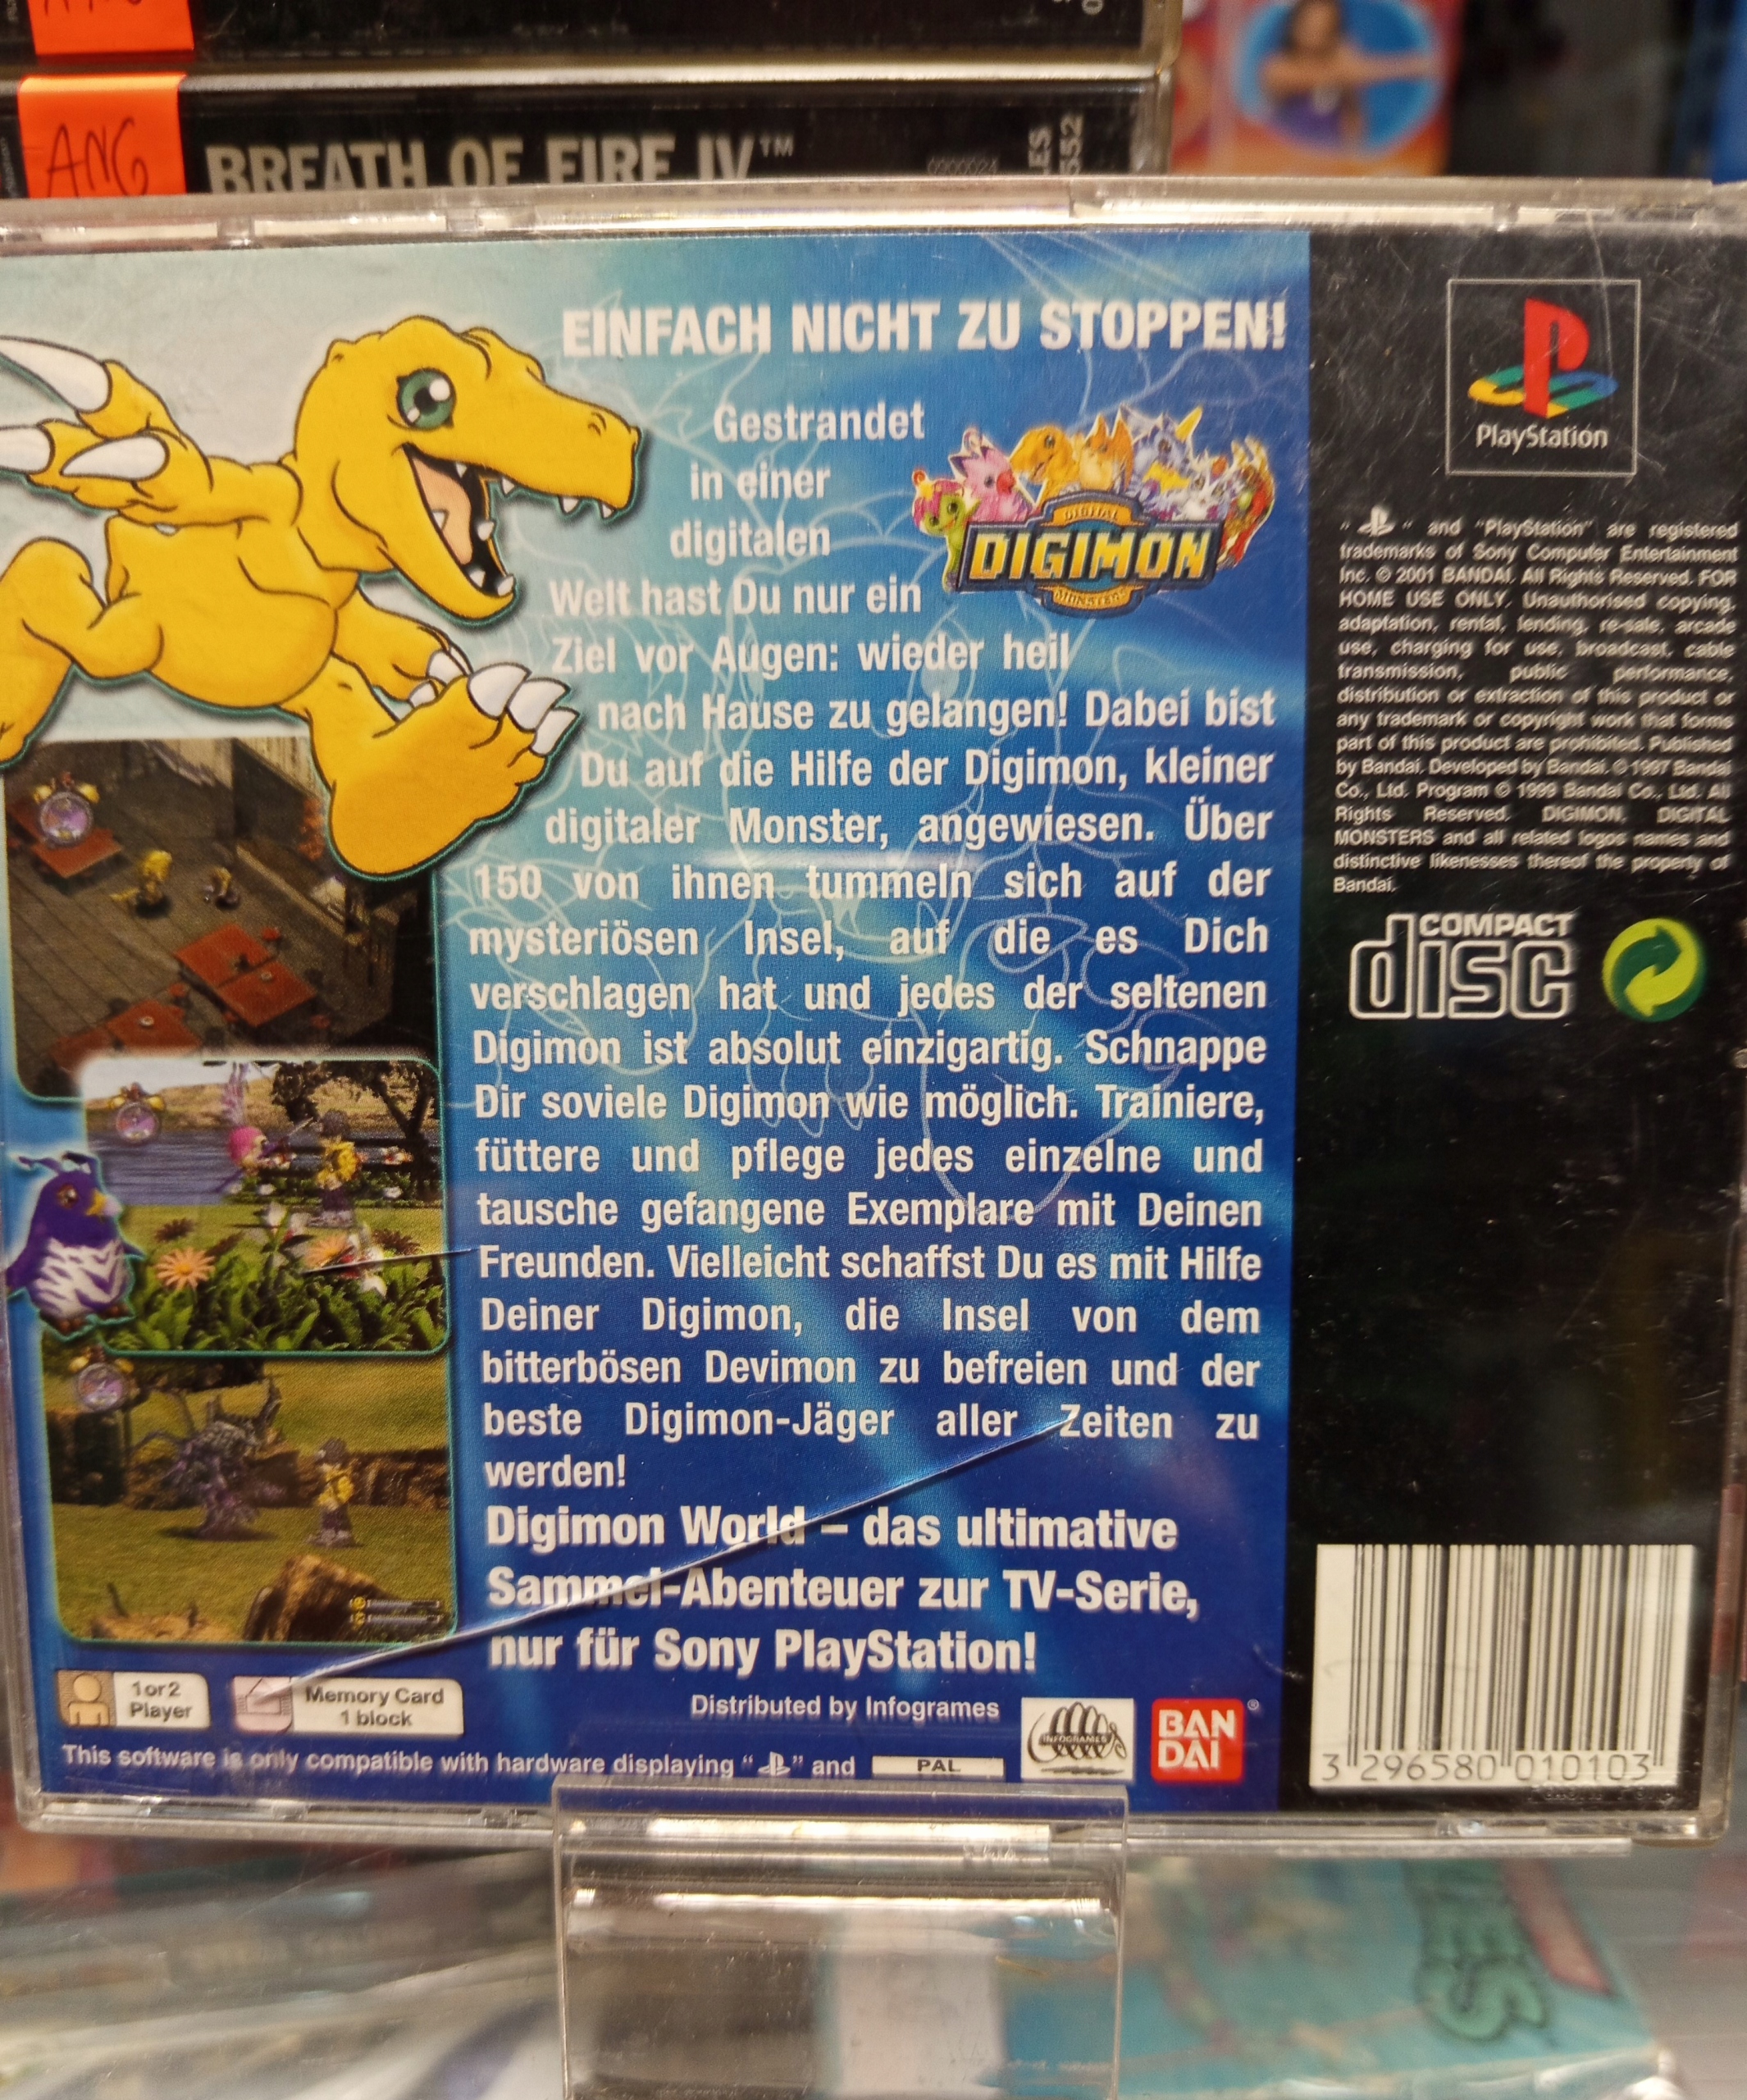 ANG
BREATH OF FIRE IV™
EINFACH NICHT ZU STOPPEN!
Gestrandet
in einer
digitalen
Welt hast Du nur ein
Ziel vor Augen: wieder heil
nach Hause zu gelangen! Dabei bist
Du auf die Hilfe der Digimon, kleiner
digitaler Monster, angewiesen. Über
150 von ihnen tummeln sich auf der
mysteriösen Insel, auf die es Dich
verschlagen hat und jedes der seltenen
Digimon ist absolut einzigartig. Schnappe
Dir soviele Digimon wie möglich. Trainiere,
füttere und pflege jedes einzelne und
tausche gefangene Exemplare mit Deinen
Freunden. Vielleicht schaffst Du es mit Hilfe
Deiner Digimon, die Insel von dem
bitterbösen Devimon zu befreien und der
beste Digimon-Jäger aller Zeiten zu
werden!
Digimon World – das ultimative
Sammel-Abenteuer zur TV-Serie,
nur für Sony PlayStation!
DIGITAL
DIGIMON
MONSTERS
1 or 2
Player
Memory Card
1 block
Distributed by Infogrames
INFOGRAMES
BAN
DAI
®
This software is only compatible with hardware displaying " " and PAL
PlayStation
" " and "PlayStation" are registered
trademarks of Sony Computer Entertainment
Inc. © 2001 BANDAI. All Rights Reserved. FOR
HOME USE ONLY. Unauthorised copying,
adaptation, rental, lending, re-sale, arcade
use, charging for use, broadcast, cable
transmission, public performance,
distribution or extraction of this product or
any trademark or copyright work that forms
part of this product are prohibited. Published
by Bandai. Developed by Bandai. © 1997 Bandai
Co., Ltd. Program © 1999 Bandai Co., Ltd. All
Rights Reserved. DIGIMON, DIGITAL
MONSTERS and all related logos names and
distinctive likenesses thereof the property of
Bandai.
COMPACT
disc
3 296580 010103